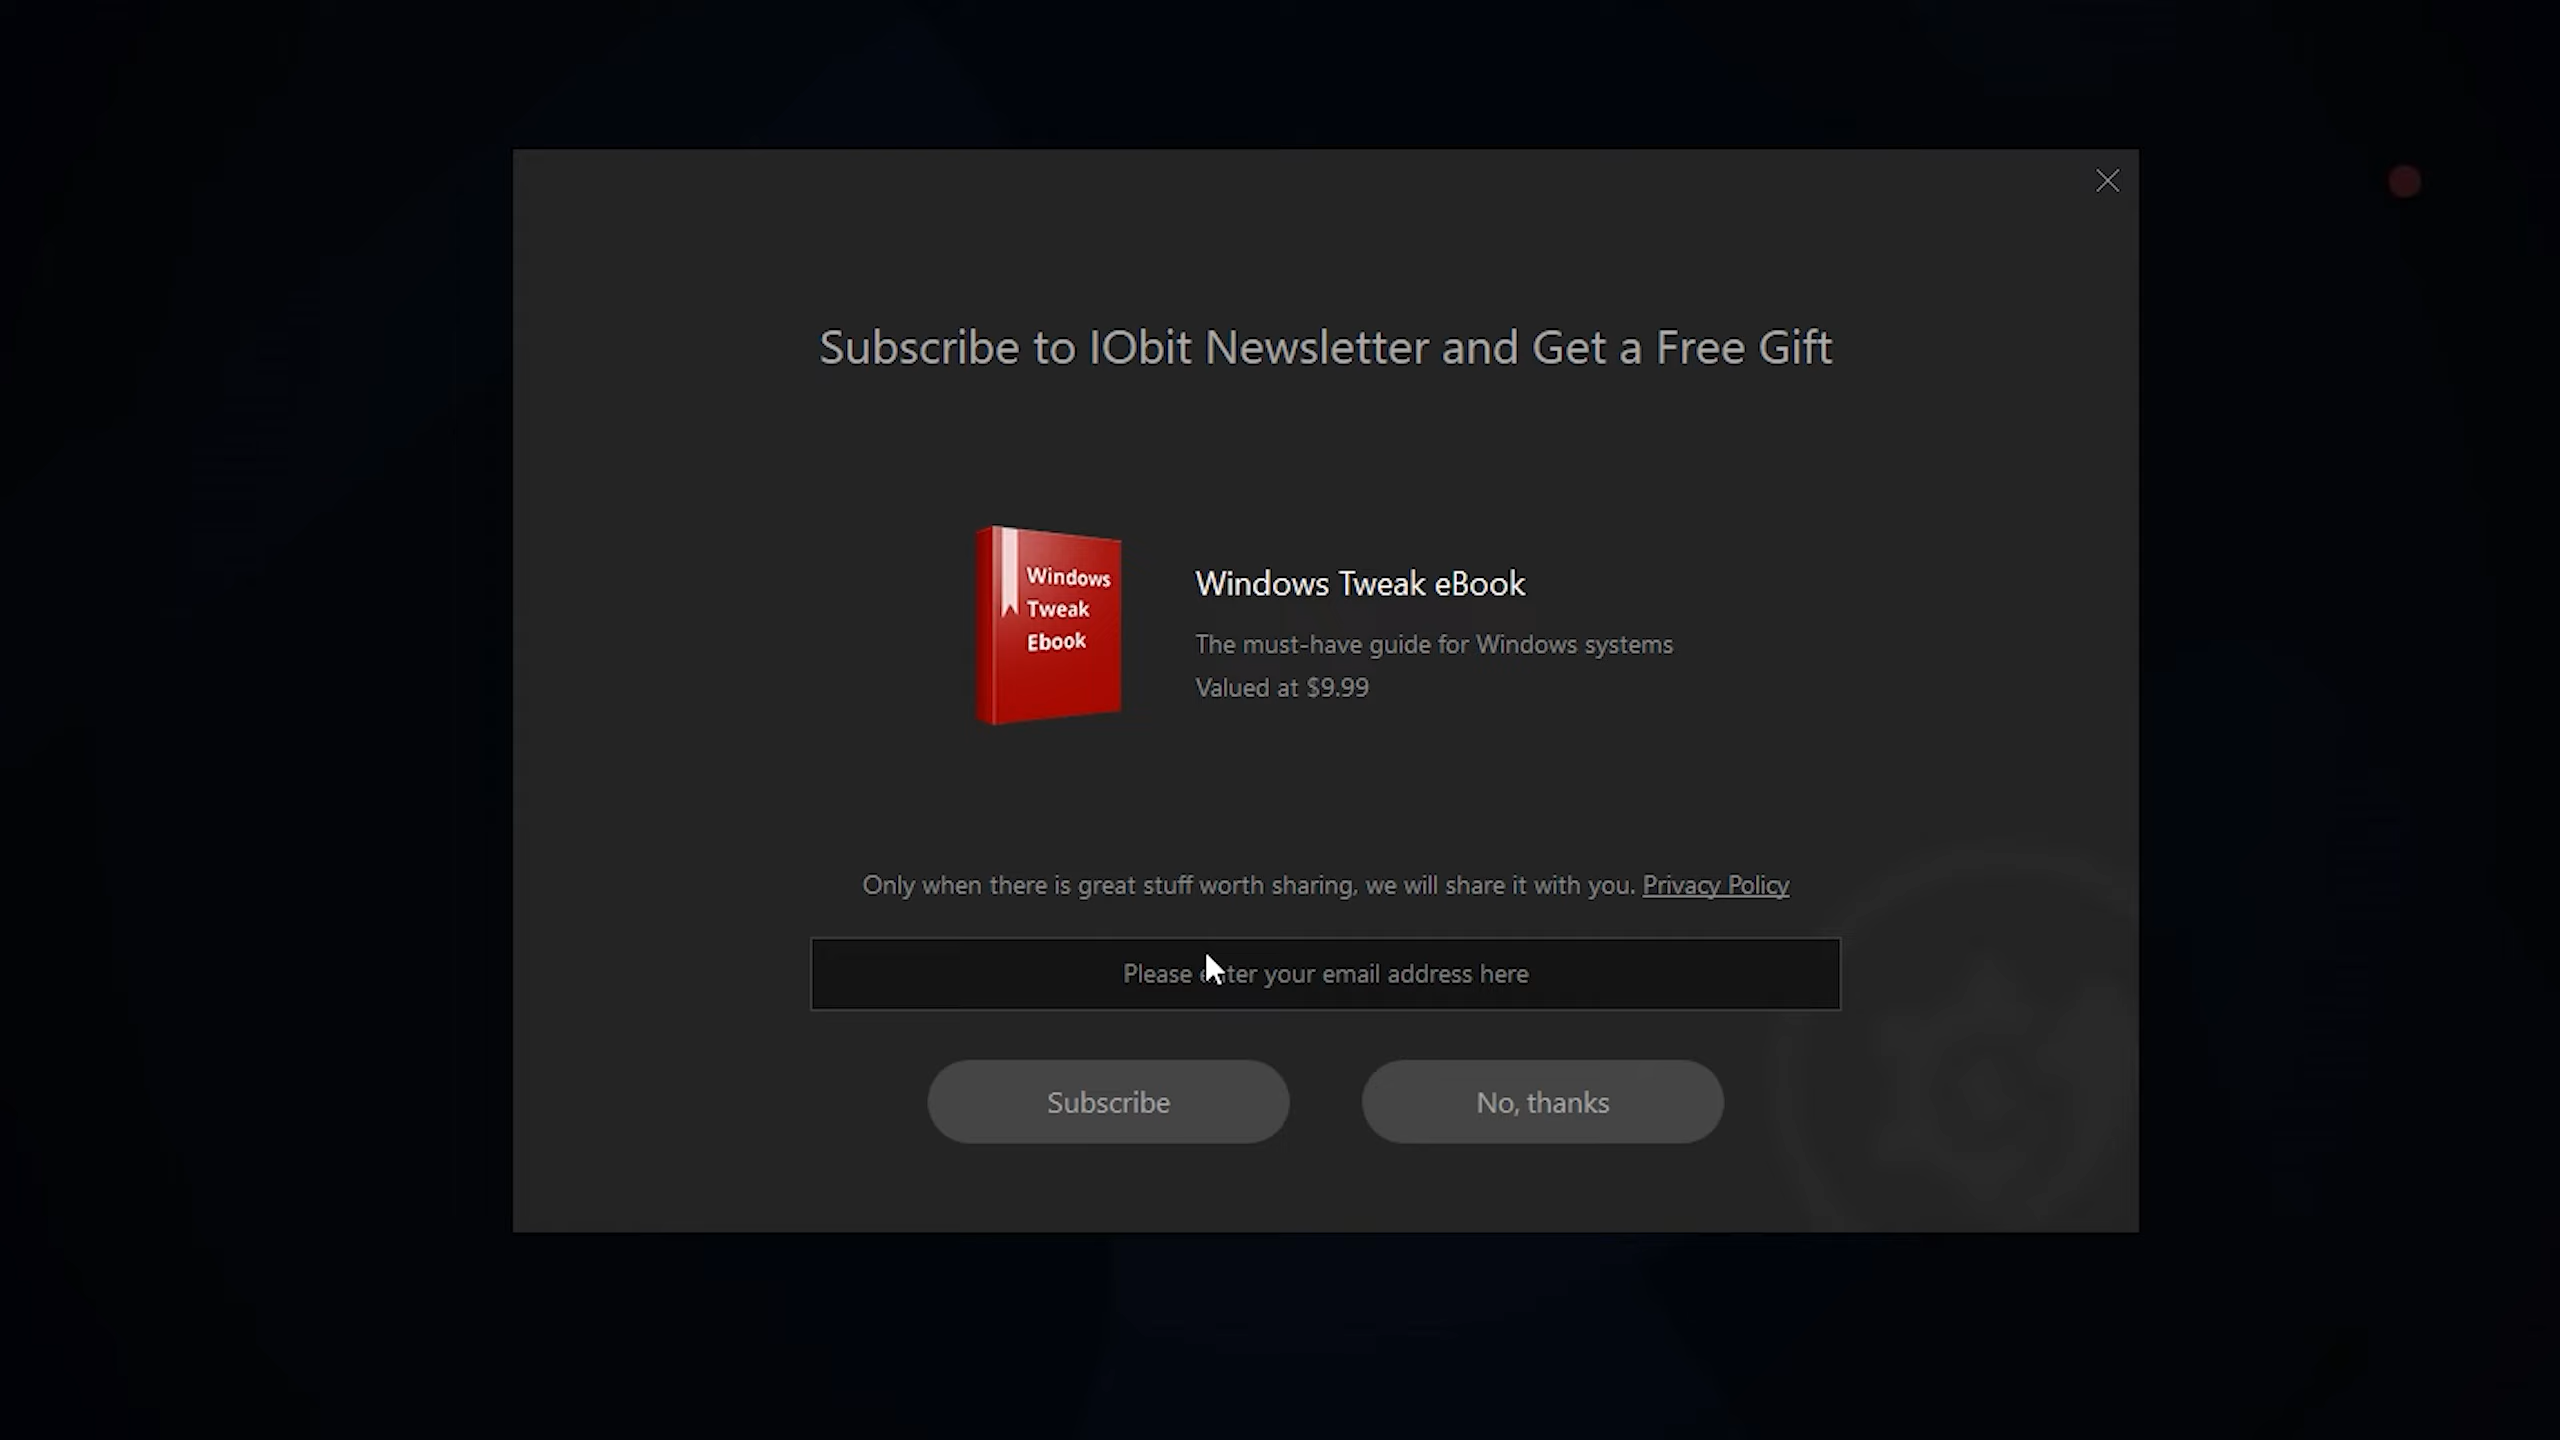 Subscribe to IObit Newsletter and Get a Free Gift
Windows
Tweak
Ebook
Windows Tweak eBook
The must-have guide for Windows systems
Valued at $9.99
Only when there is great stuff worth sharing, we will share it with you. Privacy Policy
Please enter your email address here
Subscribe
No, thanks